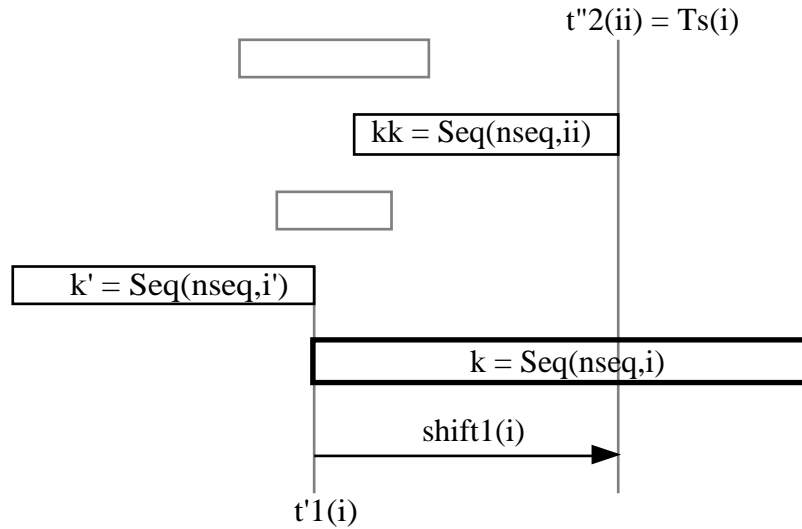 t"2(ii) = Ts(i)
kk = Seq(nseq,ii)
k' = Seq(nseq,i')
k = Seq(nseq,i)
shift1(i)
t'1(i)